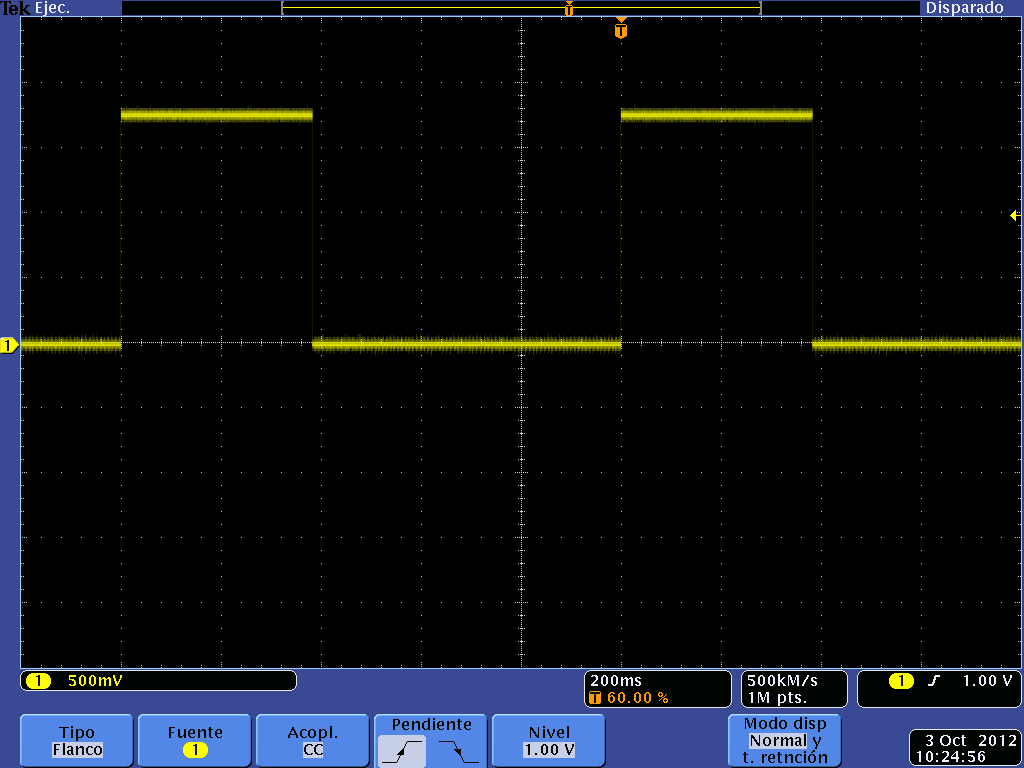 Tek Ejec. Disparado
T
T
1
1 500mV
200ms
T 60.00 %
500kM/s
1M pts.
1 1.00 V
Tipo
Flanco
Fuente
1
Acopl.
CC
Pendiente
Nivel
1.00 V
Modo disp
Normal y
t. retnción
3 Oct 2012
10:24:56